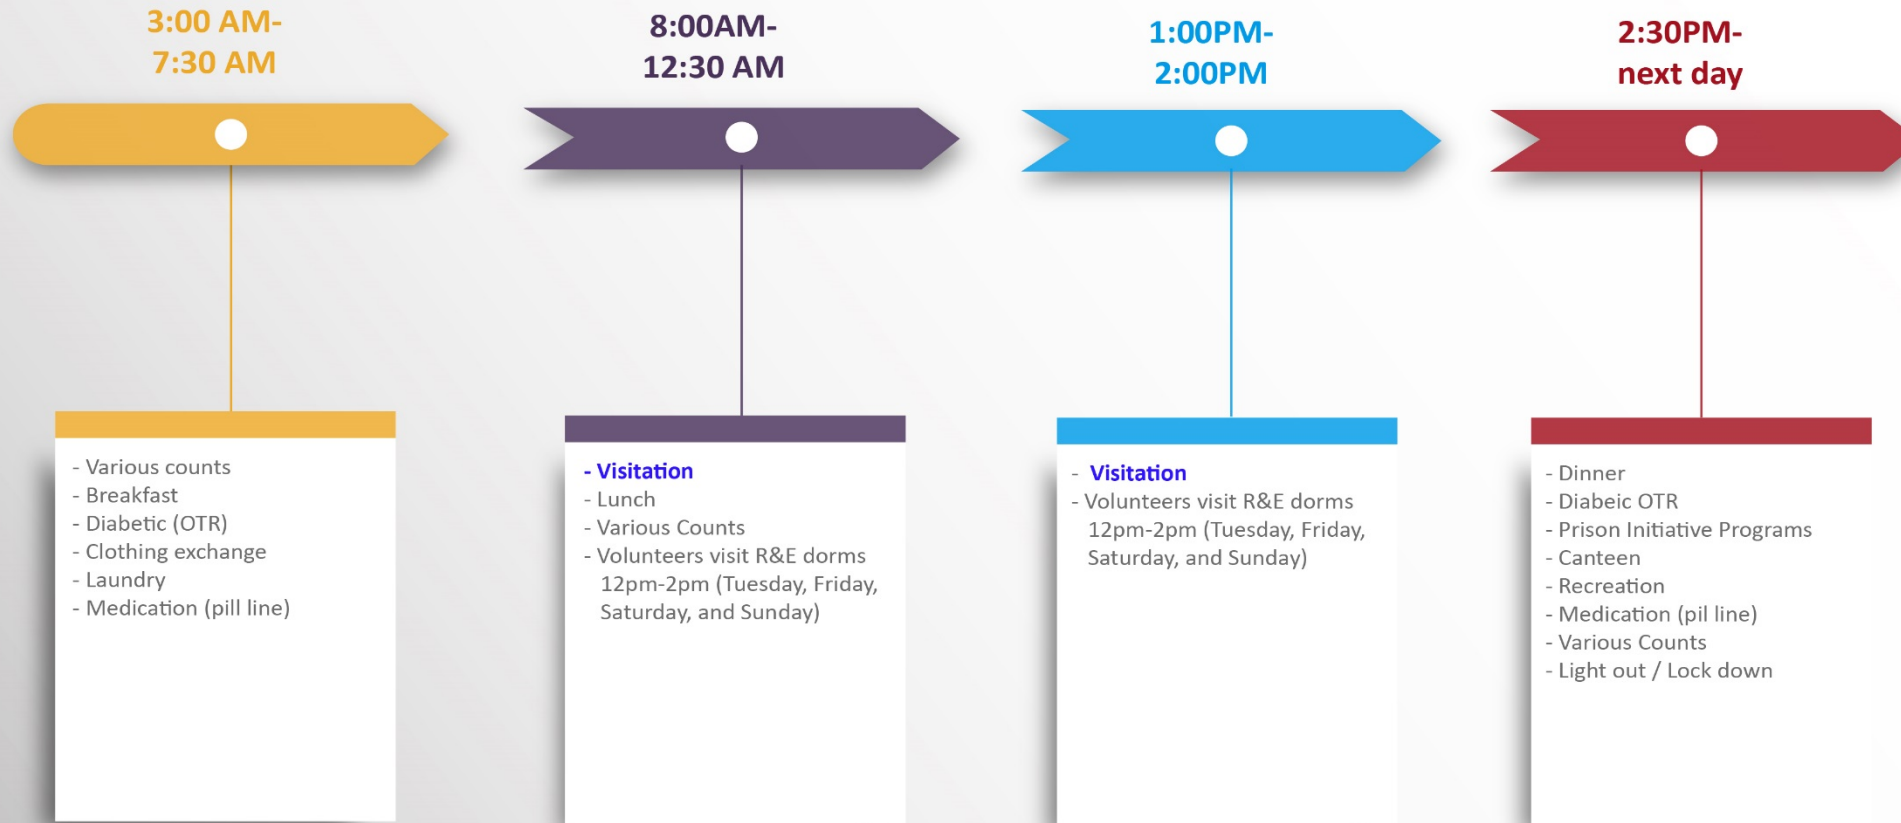 3:00 AM-
7:30 AM
- Various counts
- Breakfast
- Diabetic (OTR)
- Clothing exchange
- Laundry
- Medication (pill line)
8:00AM-
12:30 AM
- Visitation
- Lunch
- Various Counts
- Volunteers visit R&E dorms
12pm-2pm (Tuesday, Friday,
Saturday, and Sunday)
1:00PM-
2:00PM
- Visitation
- Volunteers visit R&E dorms
12pm-2pm (Tuesday, Friday,
Saturday, and Sunday)
2:30PM-
next day
- Dinner
- Diabeic OTR
- Prison Initiative Programs
- Canteen
- Recreation
- Medication (pil line)
- Various Counts
- Light out / Lock down